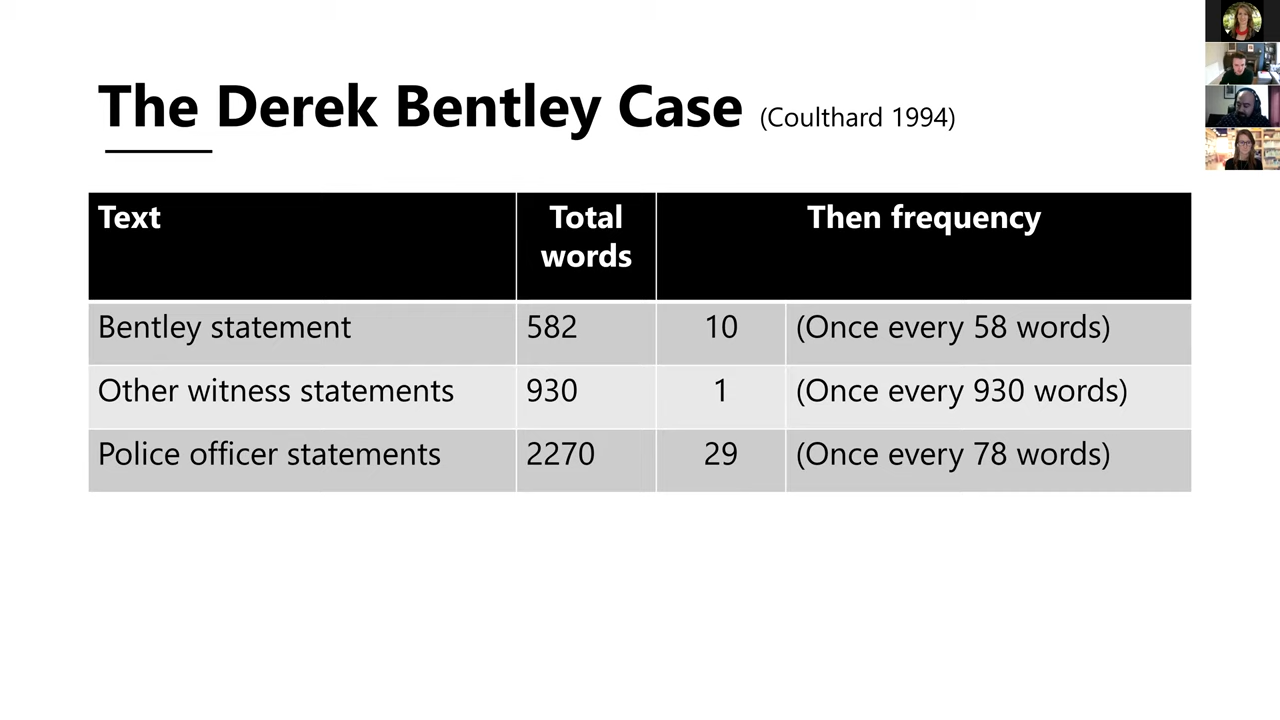 The Derek Bentley Case (Coulthard 1994)
Text Total words Then frequency
Bentley statement 582 10 (Once every 58 words)
Other witness statements 930 1 (Once every 930 words)
Police officer statements 2270 29 (Once every 78 words)